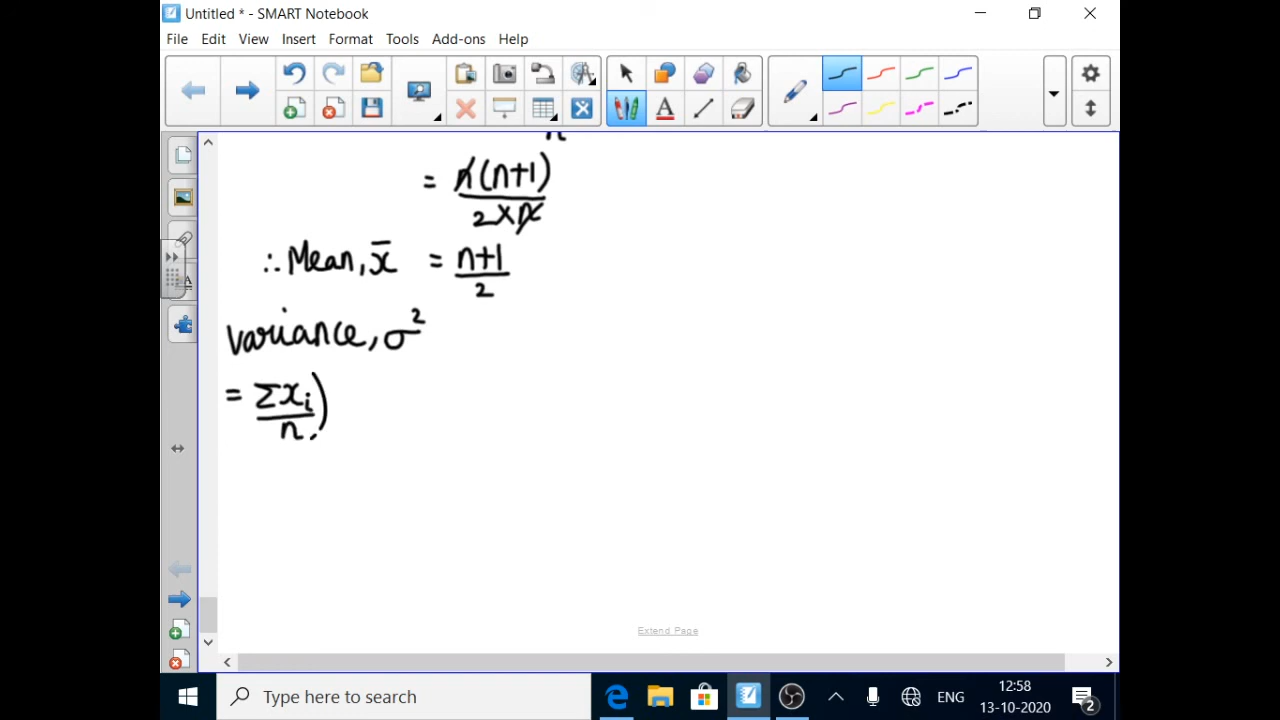 Untitled * - SMART Notebook
File Edit View Insert Format Tools Add-ons Help
n
= n(n+1)
2×n
∴ Mean, x̄ = n+1
2
variance, σ²
= Σxᵢ)
n
Extend Page
Type here to search
ENG
12:58
13-10-2020
2